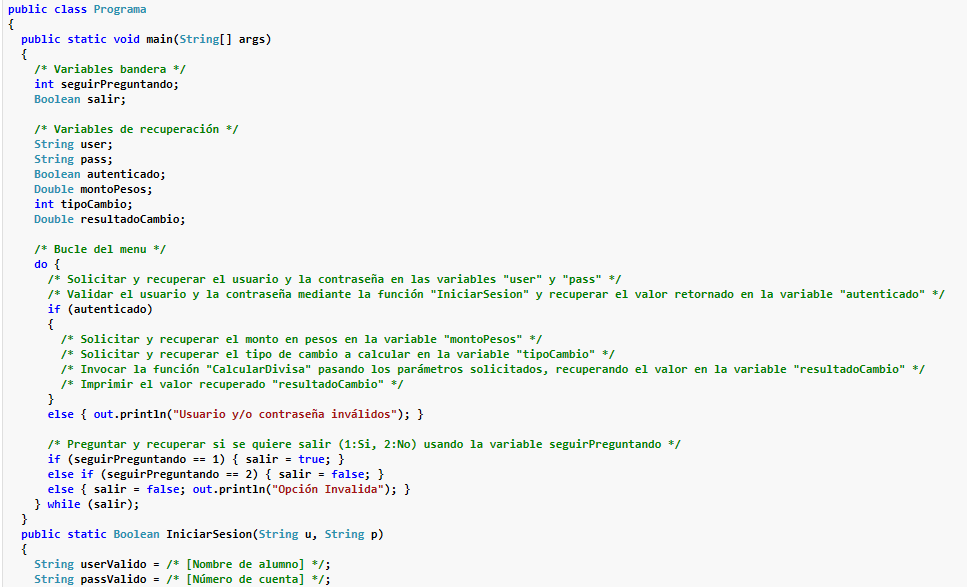 public class Programa
{
public static void main(String[] args)
{
/* Variables bandera */
int seguirPreguntando;
Boolean salir;
/* Variables de recuperación */
String user;
String pass;
Boolean autenticado;
Double montoPesos;
int tipoCambio;
Double resultadoCambio;
/* Bucle del menu */
do {
/* Solicitar y recuperar el usuario y la contraseña en las variables "user" y "pass" */
/* Validar el usuario y la contraseña mediante la función "IniciarSesion" y recuperar el valor retornado en la variable "autenticado" */
if (autenticado)
{
/* Solicitar y recuperar el monto en pesos en la variable "montoPesos" */
/* Solicitar y recuperar el tipo de cambio a calcular en la variable "tipoCambio" */
/* Invocar la función "CalcularDivisa" pasando los parámetros solicitados, recuperando el valor en la variable "resultadoCambio" */
/* Imprimir el valor recuperado "resultadoCambio" */
}
else { out.println("Usuario y/o contraseña inválidos"); }
/* Preguntar y recuperar si se quiere salir (1:Si, 2:No) usando la variable seguirPreguntando */
if (seguirPreguntando == 1) { salir = true; }
else if (seguirPreguntando == 2) { salir = false; }
else { salir = false; out.println("Opción Invalida"); }
} while (salir);
}
public static Boolean IniciarSesion(String u, String p)
{
String userValido = /* [Nombre de alumno] */;
String passValido = /* [Número de cuenta] */;